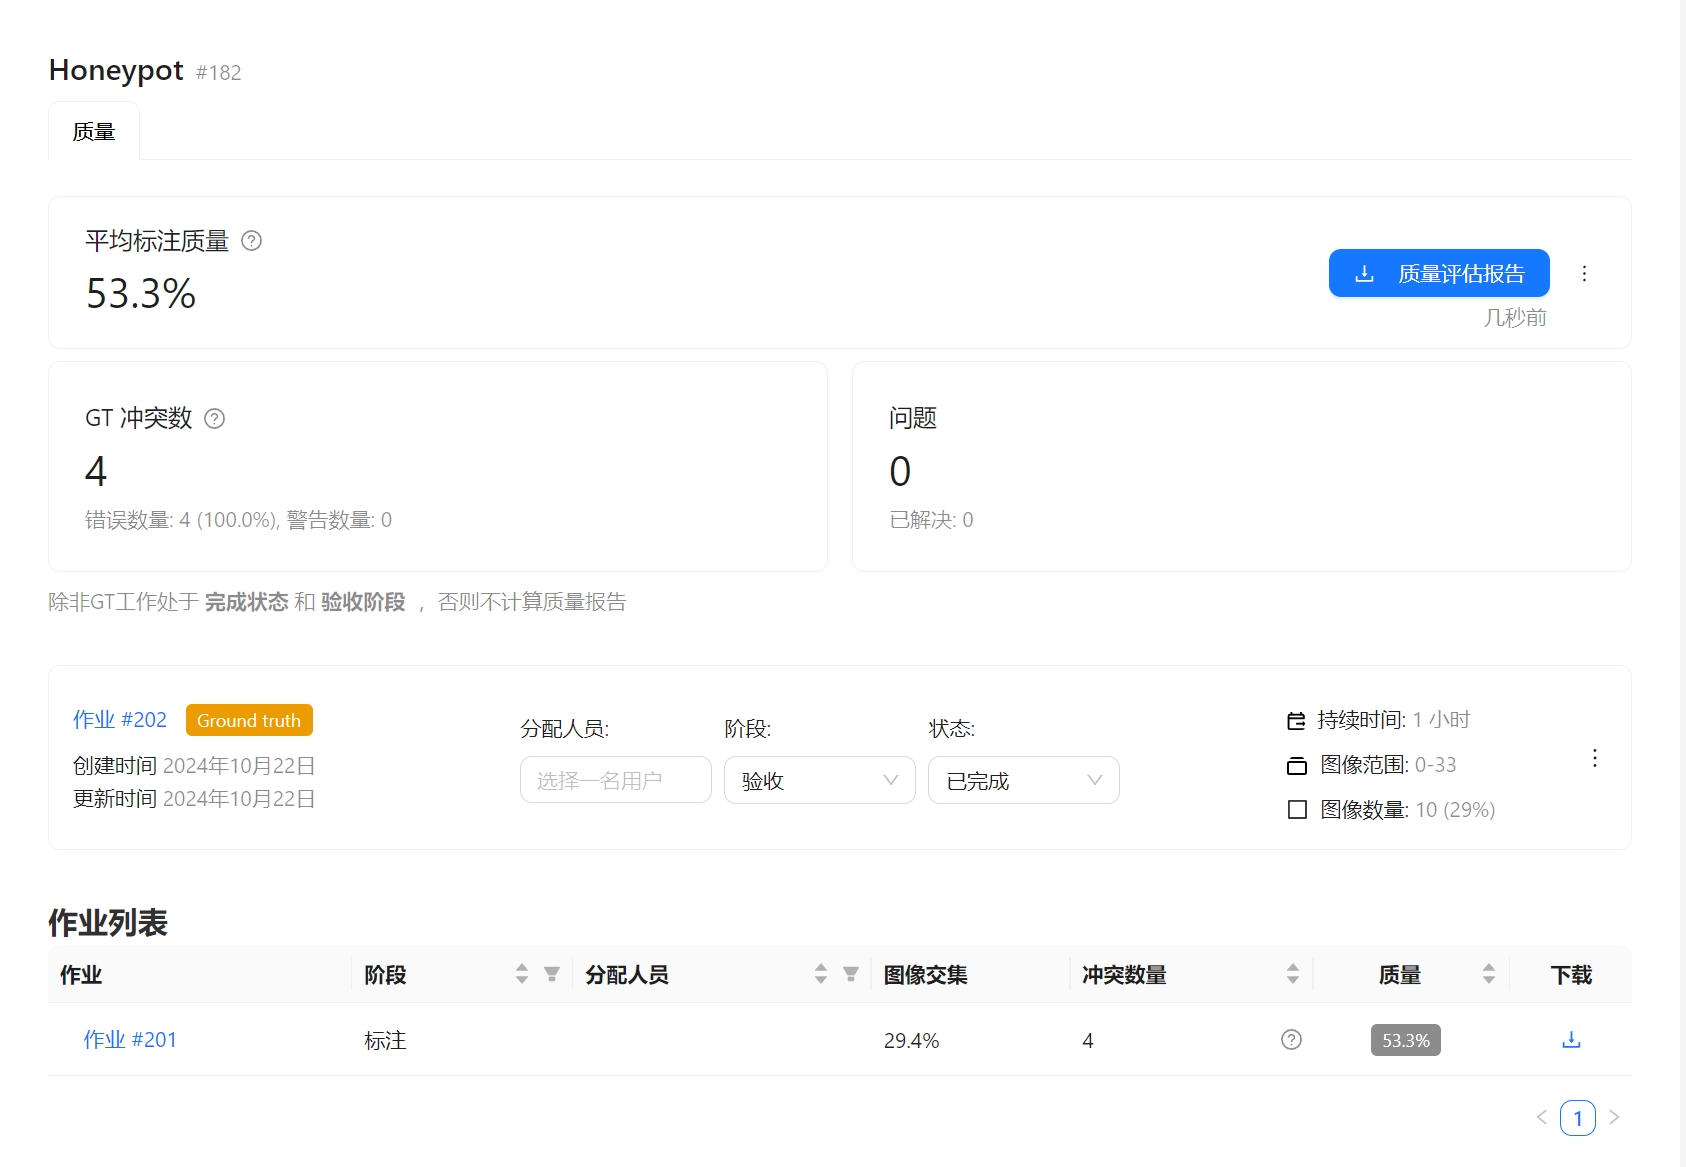 Honeypot #182
质量
平均标注质量
53.3%
质量评估报告
几秒前
GT 冲突数
4
错误数量: 4 (100.0%), 警告数量: 0
问题
0
已解决: 0
除非GT工作处于 完成状态 和 验收阶段 ，否则不计算质量报告
作业 #202 Ground truth
创建时间 2024年10月22日
更新时间 2024年10月22日
分配人员: 阶段: 状态:
选择一名用户 验收 已完成
持续时间: 1 小时
图像范围: 0-33
图像数量: 10 (29%)
作业列表
作业 阶段 分配人员 图像交集 冲突数量 质量 下载
作业 #201 标注 29.4% 4 53.3%
1